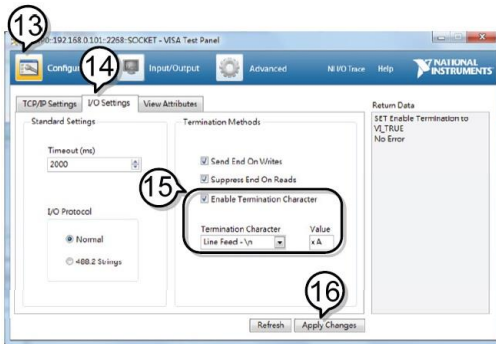 13
0::192.168.0.101::2268::SOCKET - VISA Test Panel
Configu
14
Input/Output
Advanced
NI I/O Trace
Help
NATIONAL
INSTRUMENTS
TCP/IP Settings
I/O Settings
View Attributes
Return Data
Standard Settings
Termination Methods
SET Enable Termination to
VI_TRUE
No Error
Timeout (ms)
2000
Send End On Writes
Suppress End On Reads
15
Enable Termination Character
I/O Protocol
Termination Character
Value
Line Feed - \n
xA
Normal
488.2 Strings
16
Refresh
Apply Changes